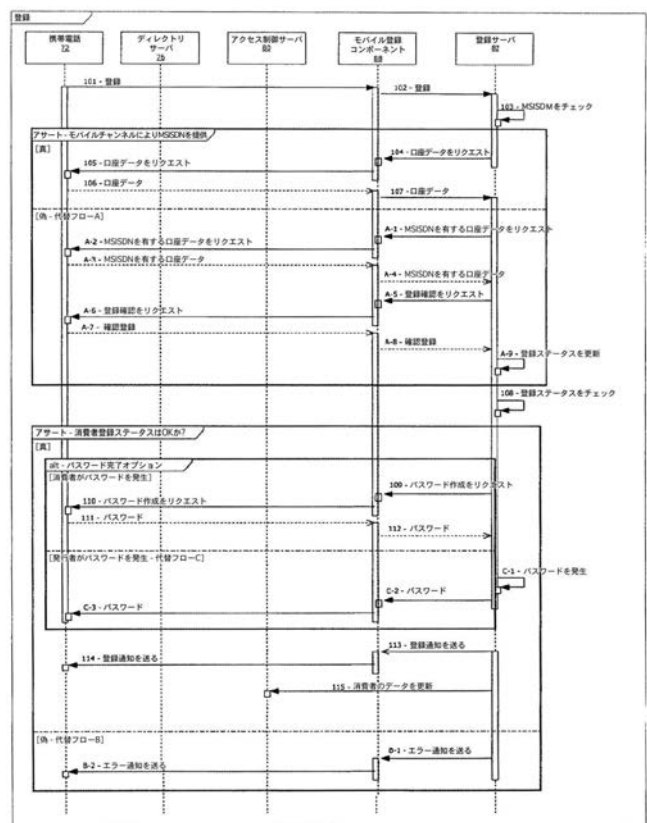 登録
携帯電話
72
ディレクトリ
サーバ
76
アクセス制御サーバ
80
モバイル登録
コンポーネント
88
登録サーバ
82
101 - 登録
102 - 登録
103 - MSISDMをチェック
アサート - モバイルチャンネルによりMSISDNを提供
[真]
104 - 口座データをリクエスト
105 - 口座データをリクエスト
106 - 口座データ
107 - 口座データ
[偽 - 代替フローA]
A-1 - MSISDNを有する口座データをリクエスト
A-2 - MSISDNを有する口座データをリクエスト
A-3 - MSISDNを有する口座データ
A-4 - MSISDNを有する口座データ
A-5 - 登録確認をリクエスト
A-6 - 登録確認をリクエスト
A-7 - 確認登録
A-8 - 確認登録
A-9 - 登録ステータスを更新
108 - 登録ステータスをチェック
アサート - 消費者登録ステータスはOKか?
[真]
alt - パスワード完了オプション
[消費者がパスワードを発生]
109 - パスワード作成をリクエスト
110 - パスワード作成をリクエスト
111 - パスワード
112 - パスワード
[発行者がパスワードを発生 - 代替フローC]
C-1 - パスワードを発生
C-2 - パスワード
C-3 - パスワード
113 - 登録通知を送る
114 - 登録通知を送る
115 - 消費者のデータを更新
[偽 - 代替フローB]
B-1 - エラー通知を送る
B-2 - エラー通知を送る